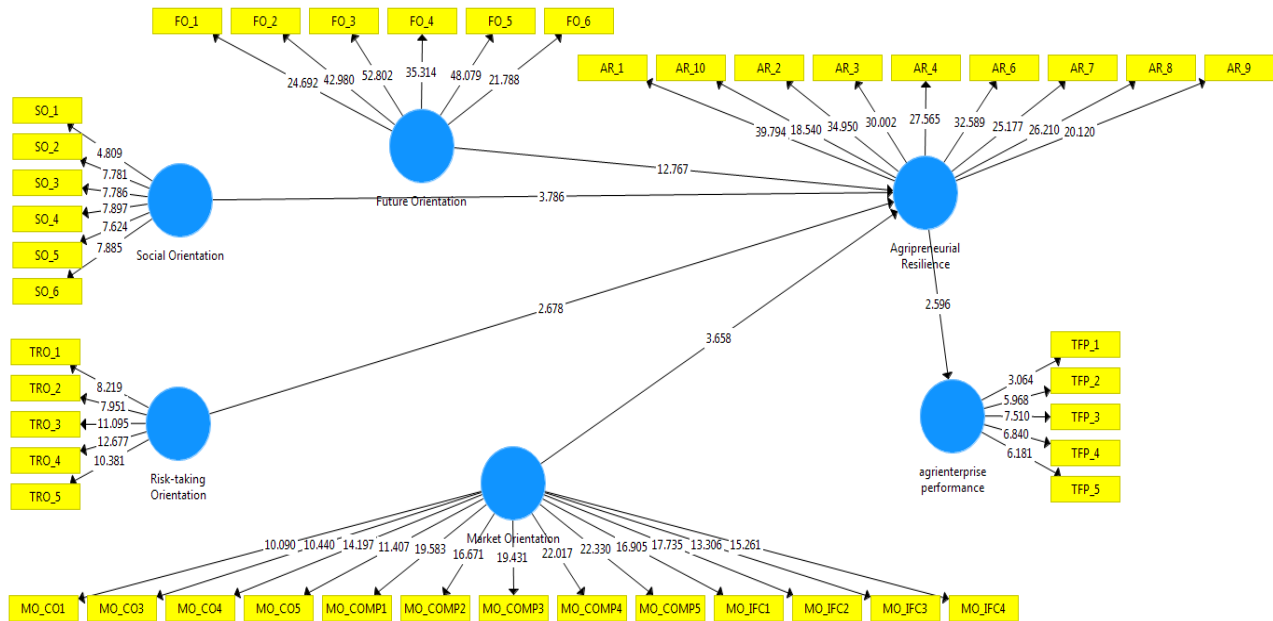 FO_1 FO_2 FO_3 FO_4 FO_5 FO_6
24.692 42.980 52.802 35.314 48.079 21.788
AR_1 AR_10 AR_2 AR_3 AR_4 AR_6 AR_7 AR_8 AR_9
39.794 18.540 34.950 30.002 27.565 32.589 25.177 26.210 20.120
SO_1
SO_2
SO_3
SO_4
SO_5
SO_6
4.809
7.781
7.786
7.897
7.624
7.885
Social Orientation
Future Orientation
12.767
3.786
Agripreneurial
Resilience
2.678
3.658
2.596
TRO_1
TRO_2
TRO_3
TRO_4
TRO_5
8.219
7.951
11.095
12.677
10.381
Risk-taking
Orientation
TFP_1
TFP_2
TFP_3
TFP_4
TFP_5
3.064
5.968
7.510
6.840
6.181
agrienterprise
performance
Market Orientation
10.090 10.440 14.197 11.407 19.583 16.671 19.431 22.017 22.330 16.905 17.735 13.306 15.261
MO_CO1 MO_CO3 MO_CO4 MO_CO5 MO_COMP1 MO_COMP2 MO_COMP3 MO_COMP4 MO_COMP5 MO_IFC1 MO_IFC2 MO_IFC3 MO_IFC4